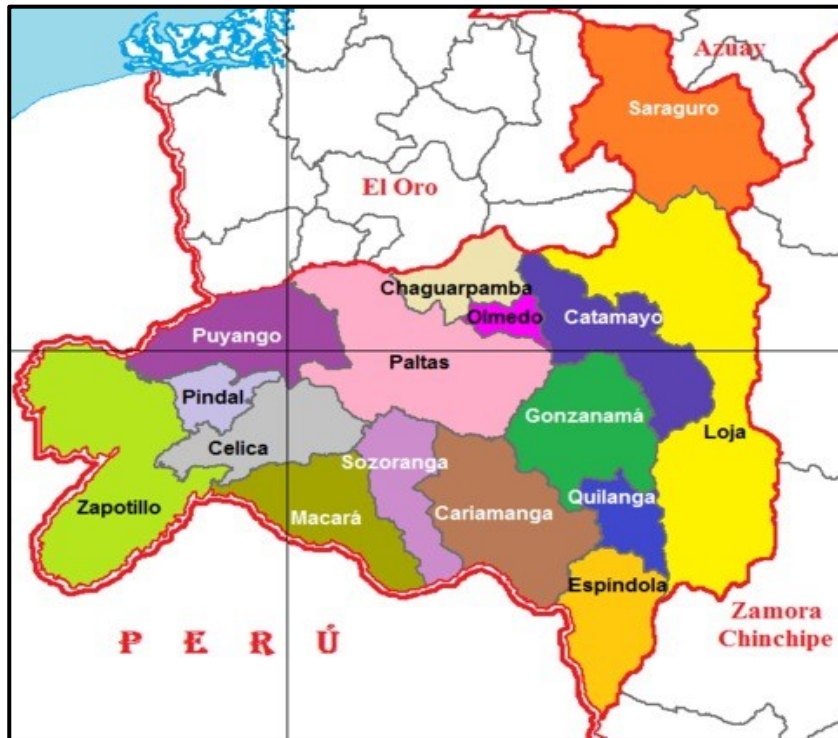 Azuay
Saraguro
El Oro
Chaguarpamba
Olmedo
Catamayo
Puyango
Paltas
Pindal
Gonzanamá
Loja
Celica
Sozoranga
Quilanga
Zapotillo
Macará
Cariamanga
Espíndola
Zamora
Chinchipe
P E R Ú